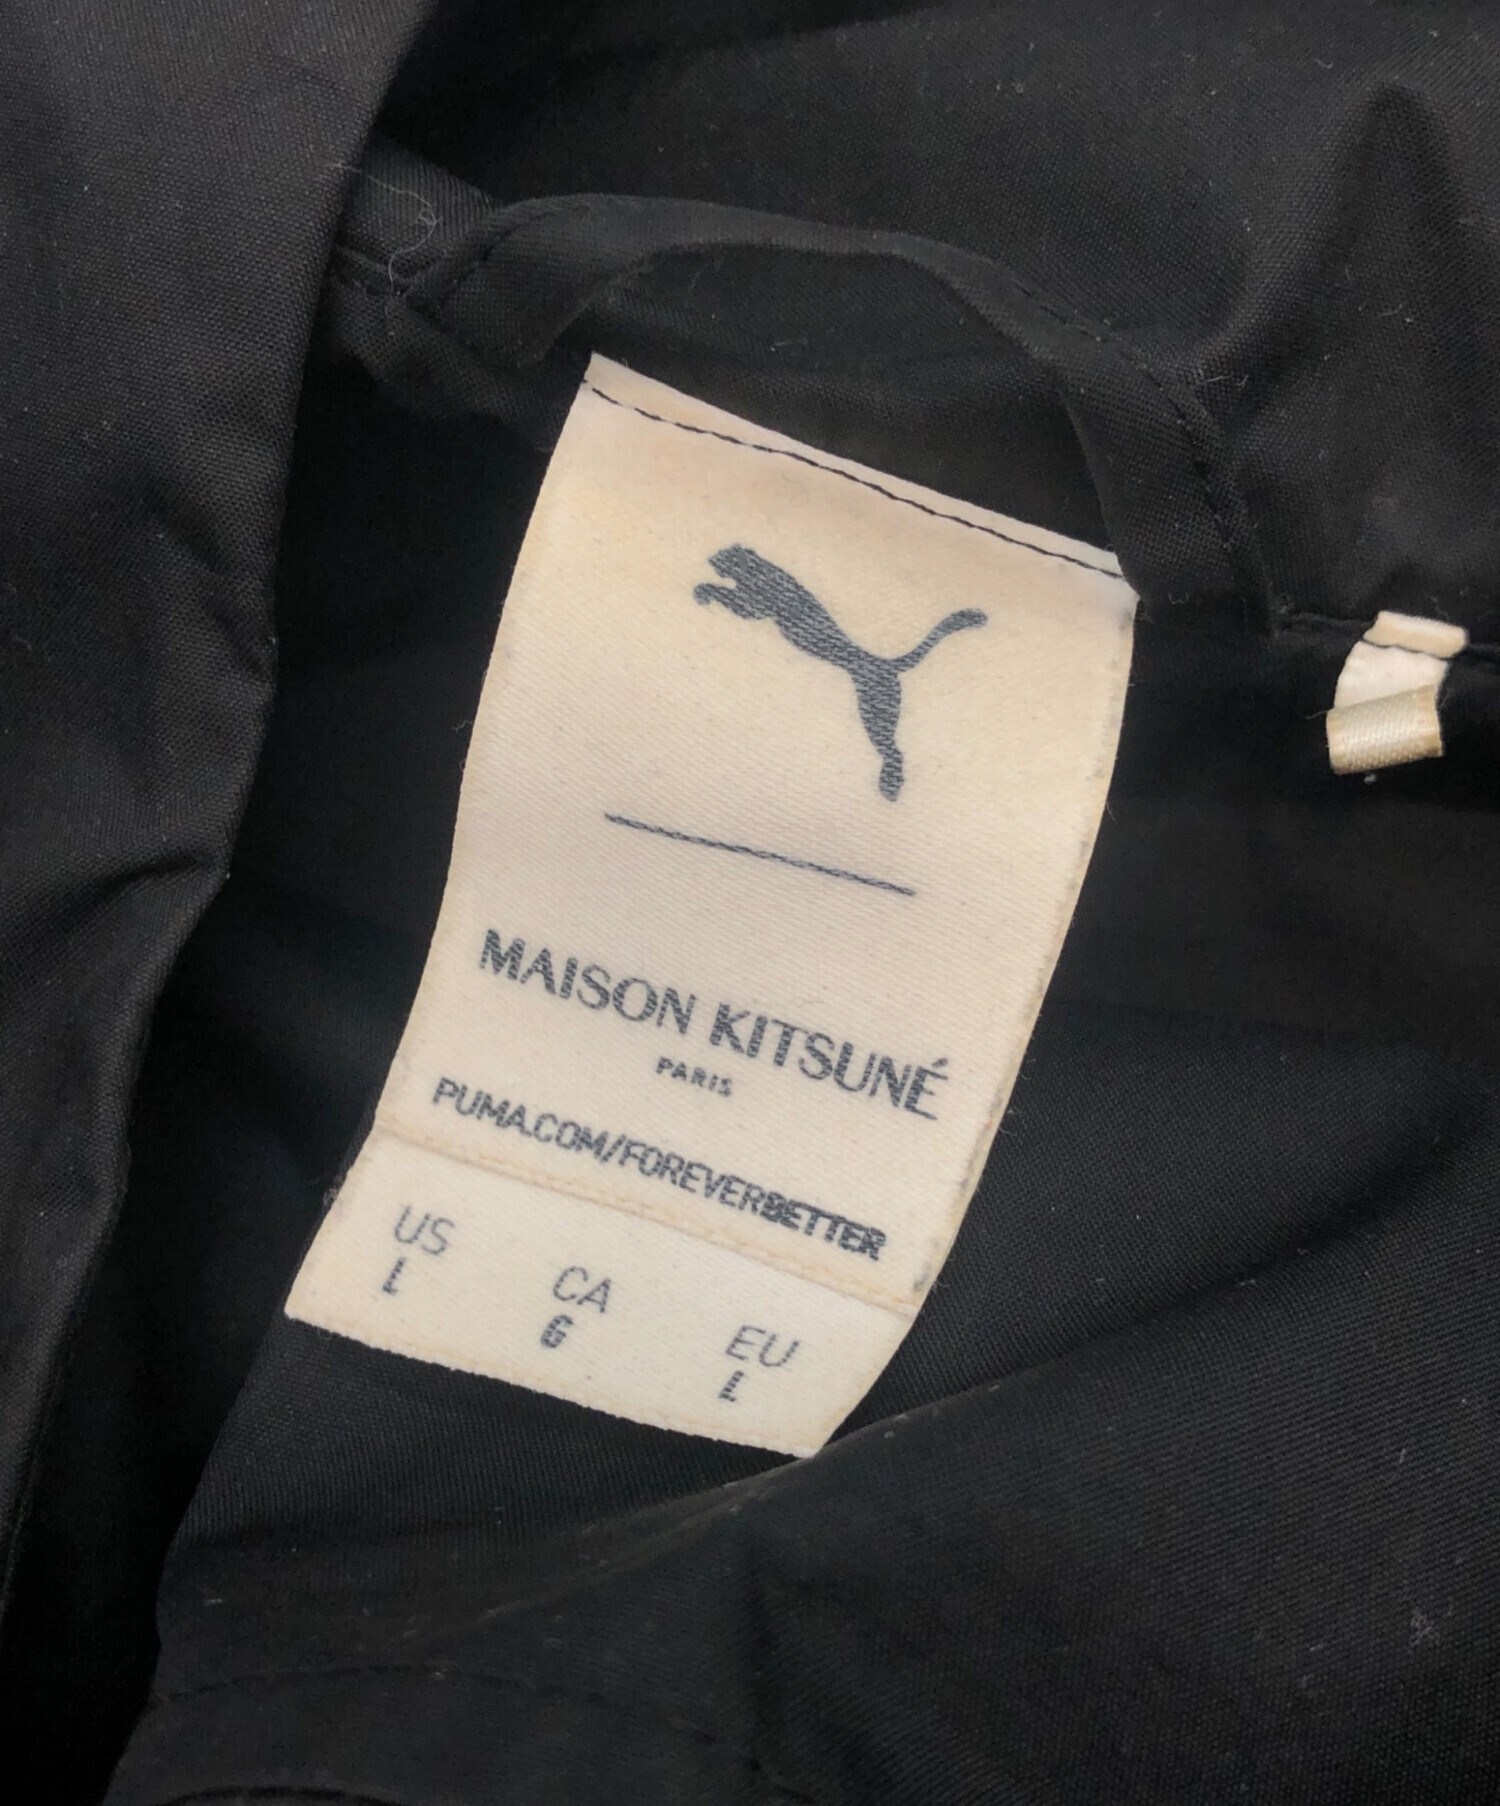 MAISON KITSUNÉ
PARIS
PUMA.COM/FOREVERBETTER
US CA EU
L G L